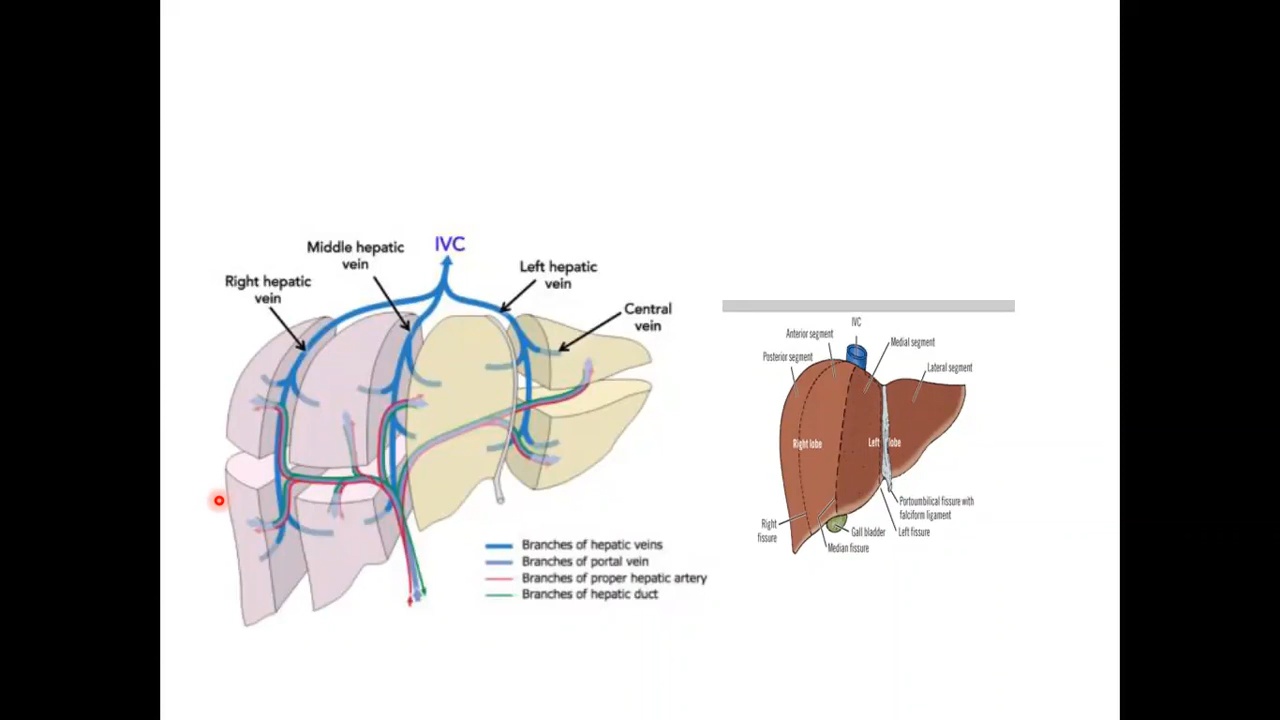 IVC
Middle hepatic
vein
Right hepatic
vein
Left hepatic
vein
Central
vein
Branches of hepatic veins
Branches of portal vein
Branches of proper hepatic artery
Branches of hepatic duct
IVC
Anterior segment
Medial segment
Posterior segment
Lateral segment
Right lobe
Left lobe
Portoumbilical fissure with
falciform ligament
Right
fissure
Gall bladder
Left fissure
Median fissure